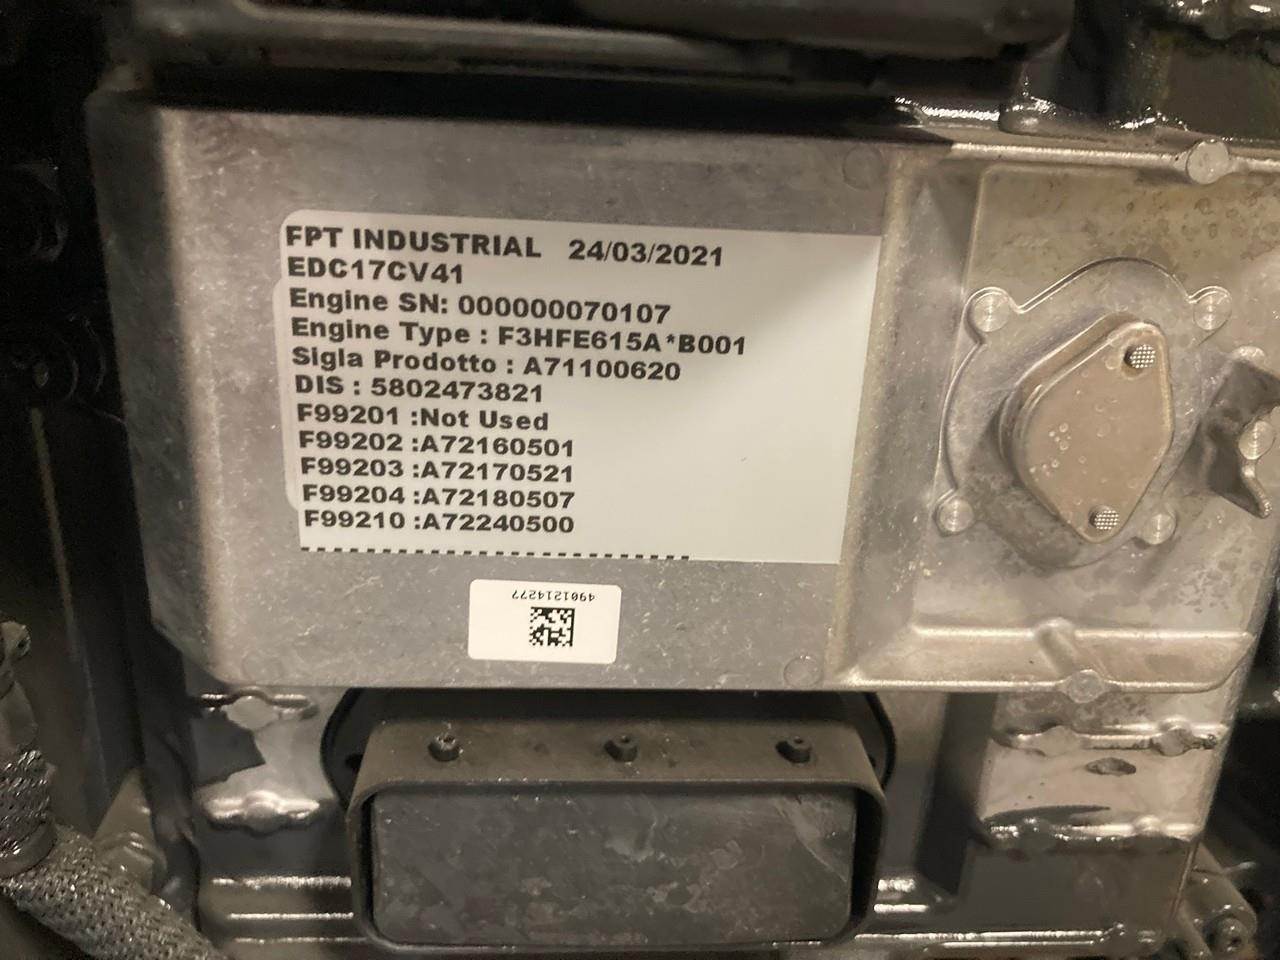 FPT INDUSTRIAL 24/03/2021
EDC17CV41
Engine SN: 000000070107
Engine Type : F3HFE615A*B001
Sigla Prodotto : A71100620
DIS : 5802473821
F99201 :Not Used
F99202 :A72160501
F99203 :A72170521
F99204 :A72180507
F99210 :A72240500
4901214277